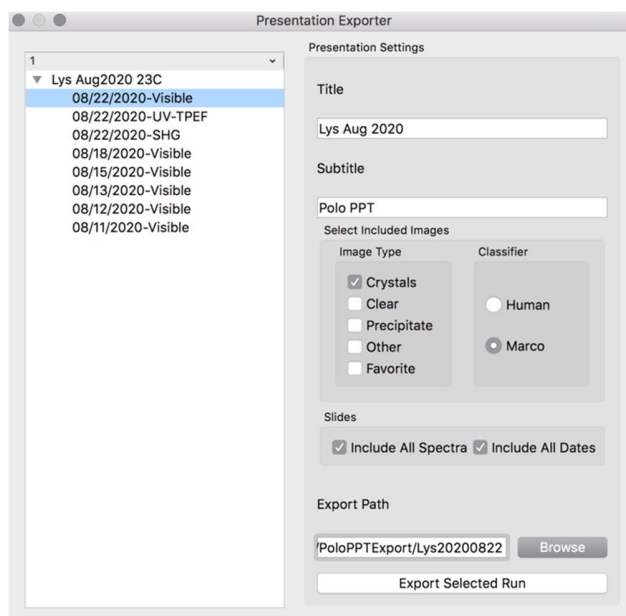 Presentation Exporter
1
Lys Aug2020 23C
08/22/2020-Visible
08/22/2020-UV-TPEF
08/22/2020-SHG
08/18/2020-Visible
08/15/2020-Visible
08/13/2020-Visible
08/12/2020-Visible
08/11/2020-Visible
Presentation Settings
Title
Lys Aug 2020
Subtitle
Polo PPT
Select Included Images
Image Type
Crystals
Clear
Precipitate
Other
Favorite
Classifier
Human
Marco
Slides
Include All Spectra Include All Dates
Export Path
/PoloPPTExport/Lys20200822 Browse
Export Selected Run